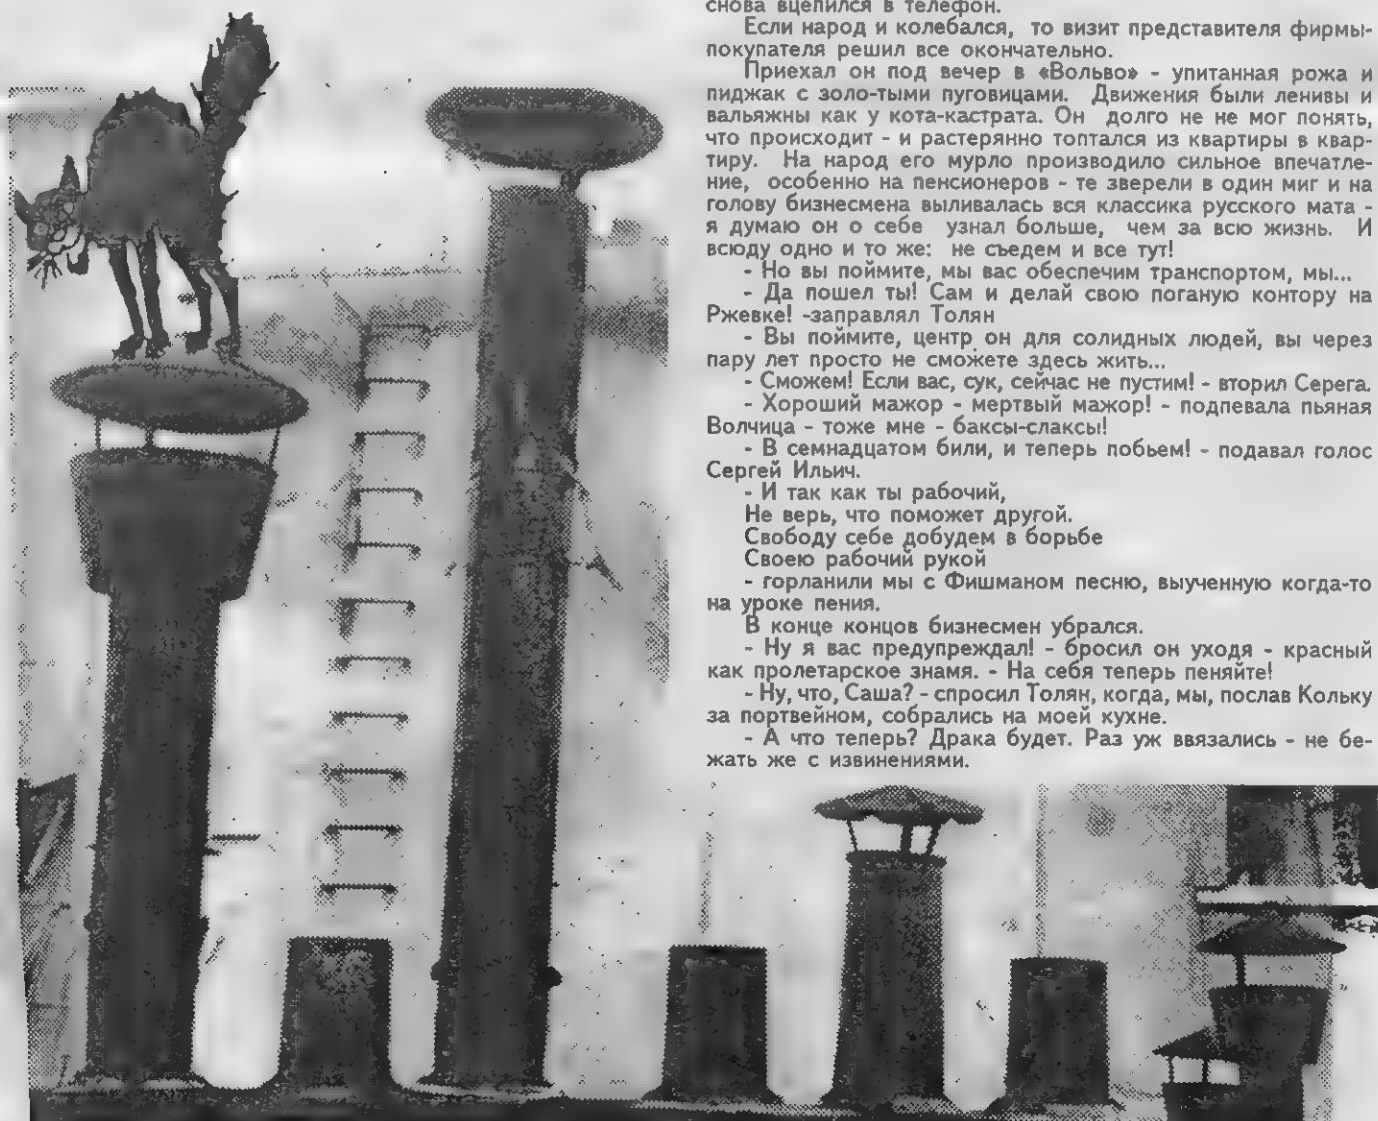 снова вцепился в телефон.
Если народ и колебался, то визит представителя фирмы-
покупателя решил все окончательно.
Приехал он под вечер в «Вольво» - упитанная рожа и
пиджак с золо-тыми пуговицами. Движения были ленивы и
вальяжны как у кота-кастрата. Он долго не не мог понять,
что происходит - и растерянно топтался из квартиры в квар-
тиру. На народ его мурло производило сильное впечатле-
ние, особенно на пенсионеров - те зверели в один миг и на
голову бизнесмена выливалась вся классика русского мата -
я думаю он о себе узнал больше, чем за всю жизнь. И
всюду одно и то же: не съедем и все тут!
- Но вы поймите, мы вас обеспечим транспортом, мы...
- Да пошел ты! Сам и делай свою поганую контору на
Ржевке! -заправлял Толян
- Вы поймите, центр он для солидных людей, вы через
пару лет просто не сможете здесь жить...
- Сможем! Если вас, сук, сейчас не пустим! - вторил Серега.
- Хороший мажор - мертвый мажор! - подпевала пьяная
Волчица - тоже мне - баксы-слаксы!
- В семнадцатом били, и теперь побьем! - подавал голос
Сергей Ильич.
- И так как ты рабочий,
Не верь, что поможет другой.
Свободу себе добудем в борьбе
Своею рабочий рукой
- горланили мы с Фишманом песню, выученную когда-то
на уроке пения.
В конце концов бизнесмен убрался.
- Ну я вас предупреждал! - бросил он уходя - красный
как пролетарское знамя. - На себя теперь пеняйте!
- Ну, что, Саша? - спросил Толян, когда, мы, послав Кольку
за портвейном, собрались на моей кухне.
- А что теперь? Драка будет. Раз уж ввязались - не бе-
жать же с извинениями.